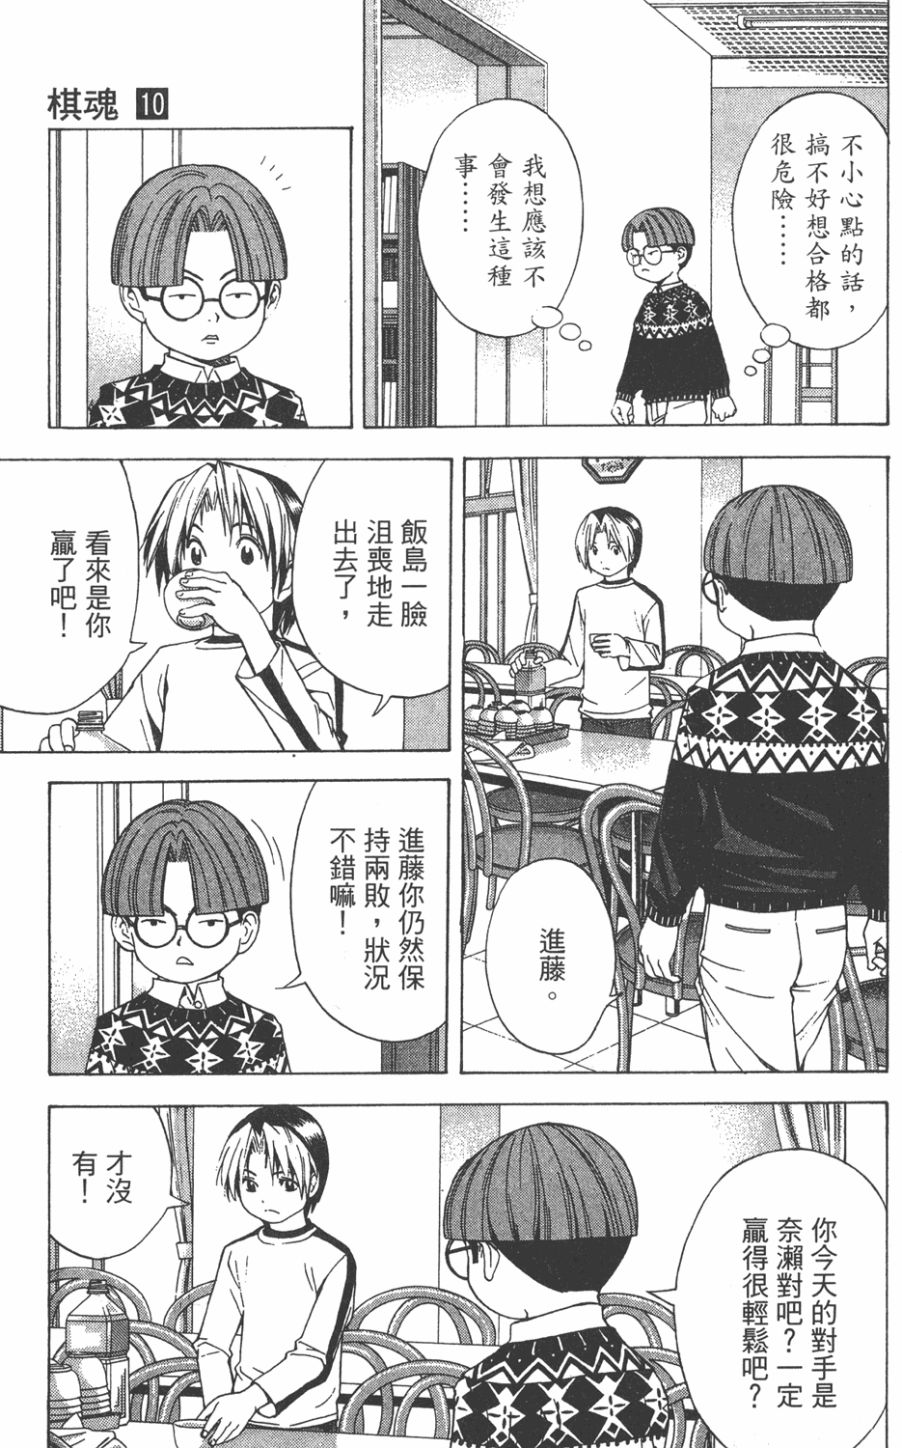 棋魂 10
不小心點的話，
搞不好想合格都
很危險……
我想應該不
會發生這種
事……
進藤。
飯島一臉
沮喪地走
出去了，
看來是你
贏了吧！
進藤你仍然保
持兩敗，狀況
不錯嘛！
你今天的對手是
奈瀨對吧？一定
贏得很輕鬆吧？
才沒
有！